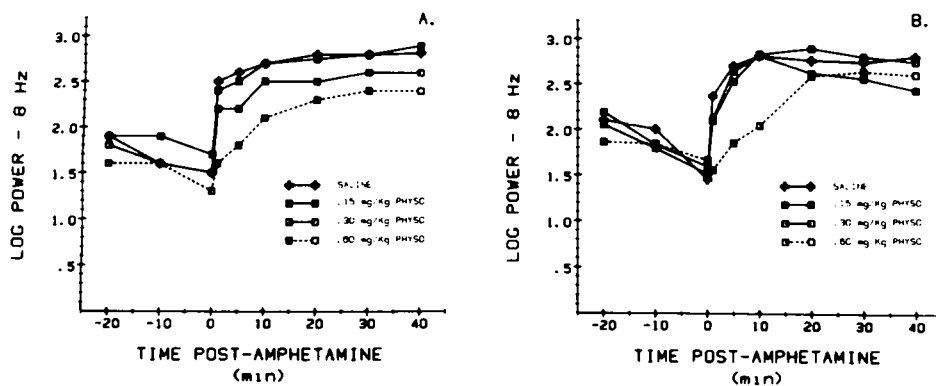 A.
3.0
2.5
2.0
1.5
1.0
.5
LOG POWER - 8 Hz
SALINE
.15 mg/Kg PHYSO
.30 mg/Kg PHYSO
.60 mg/Kg PHYSO
-20 -10 0 10 20 30 40
TIME POST-AMPHETAMINE
(min)
B.
3.0
2.5
2.0
1.5
1.0
.5
LOG POWER - 8 Hz
SALINE
.15 mg/Kg PHYSO
.30 mg/Kg PHYSO
.60 mg/Kg PHYSO
-20 -10 0 10 20 30 40
TIME POST-AMPHETAMINE
(min)